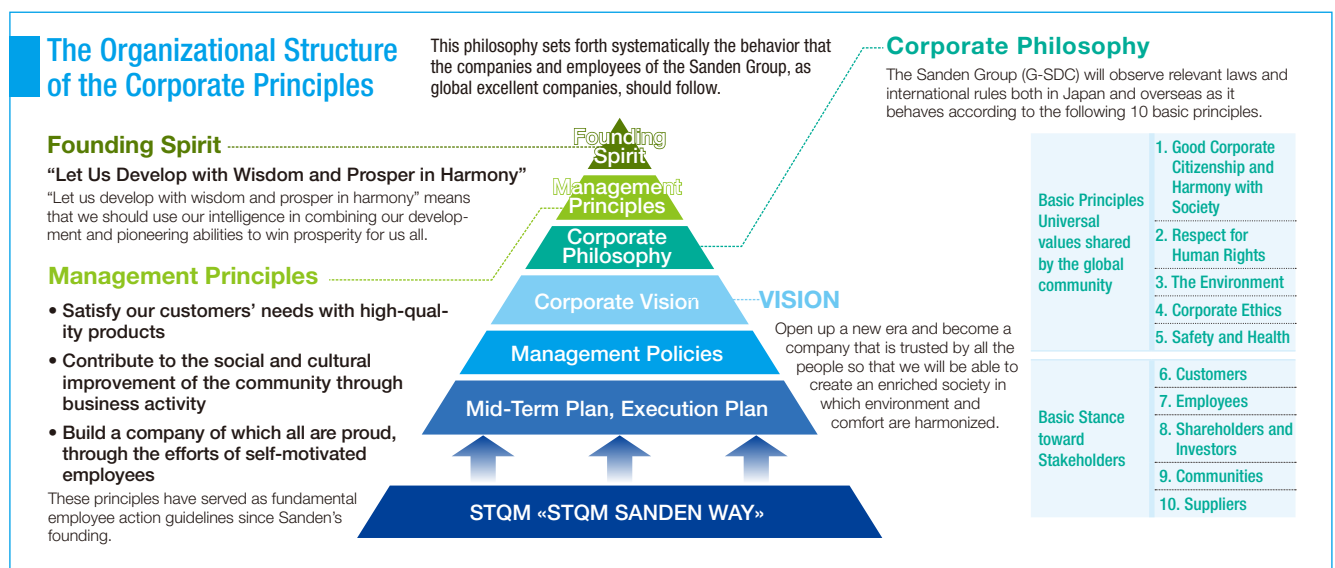 The Organizational Structure
of the Corporate Principles
This philosophy sets forth systematically the behavior that
the companies and employees of the Sanden Group, as
global excellent companies, should follow.
Founding Spirit
“Let Us Develop with Wisdom and Prosper in Harmony”
“Let us develop with wisdom and prosper in harmony” means
that we should use our intelligence in combining our develop-
ment and pioneering abilities to win prosperity for us all.
Management Principles
• Satisfy our customers’ needs with high-qual-
ity products
• Contribute to the social and cultural
improvement of the community through
business activity
• Build a company of which all are proud,
through the efforts of self-motivated
employees
These principles have served as fundamental
employee action guidelines since Sanden’s
founding.
Founding
Spirit
Management
Principles
Corporate
Philosophy
Corporate Vision
Management Policies
Mid-Term Plan, Execution Plan
STQM «STQM SANDEN WAY»
VISION
Open up a new era and become a
company that is trusted by all the
people so that we will be able to
create an enriched society in
which environment and
comfort are harmonized.
Corporate Philosophy
The Sanden Group (G-SDC) will observe relevant laws and
international rules both in Japan and overseas as it
behaves according to the following 10 basic principles.
Basic Principles
Universal
values shared
by the global
community
1. Good Corporate
Citizenship and
Harmony with
Society
2. Respect for
Human Rights
3. The Environment
4. Corporate Ethics
5. Safety and Health
Basic Stance
toward
Stakeholders
6. Customers
7. Employees
8. Shareholders and
Investors
9. Communities
10. Suppliers